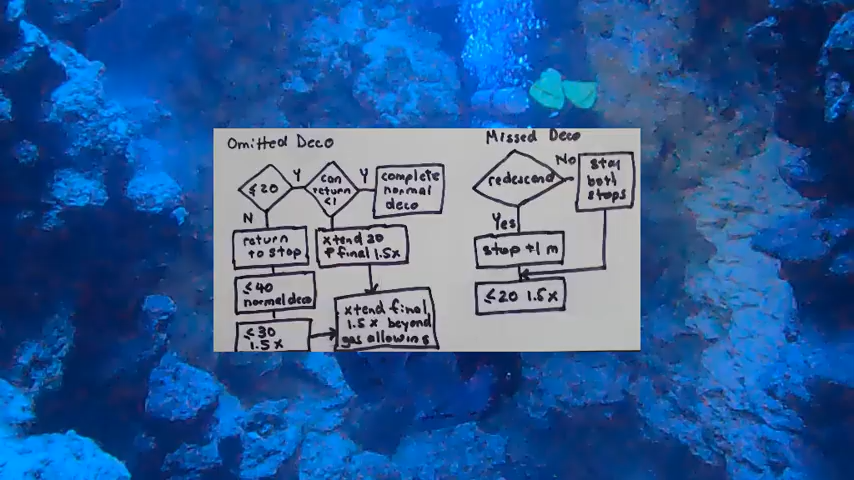 Omitted Deco
≤20
Y
can
return
<1
Y
complete
normal
deco
N
return
to stop
xtend 20
final 1.5x
≤40
normal deco
≤30
1.5x
xtend final
1.5 x beyond
gas allowing
Missed Deco
redescend
No
stay
both
stops
Yes
stop +1 m
≤20 1.5x